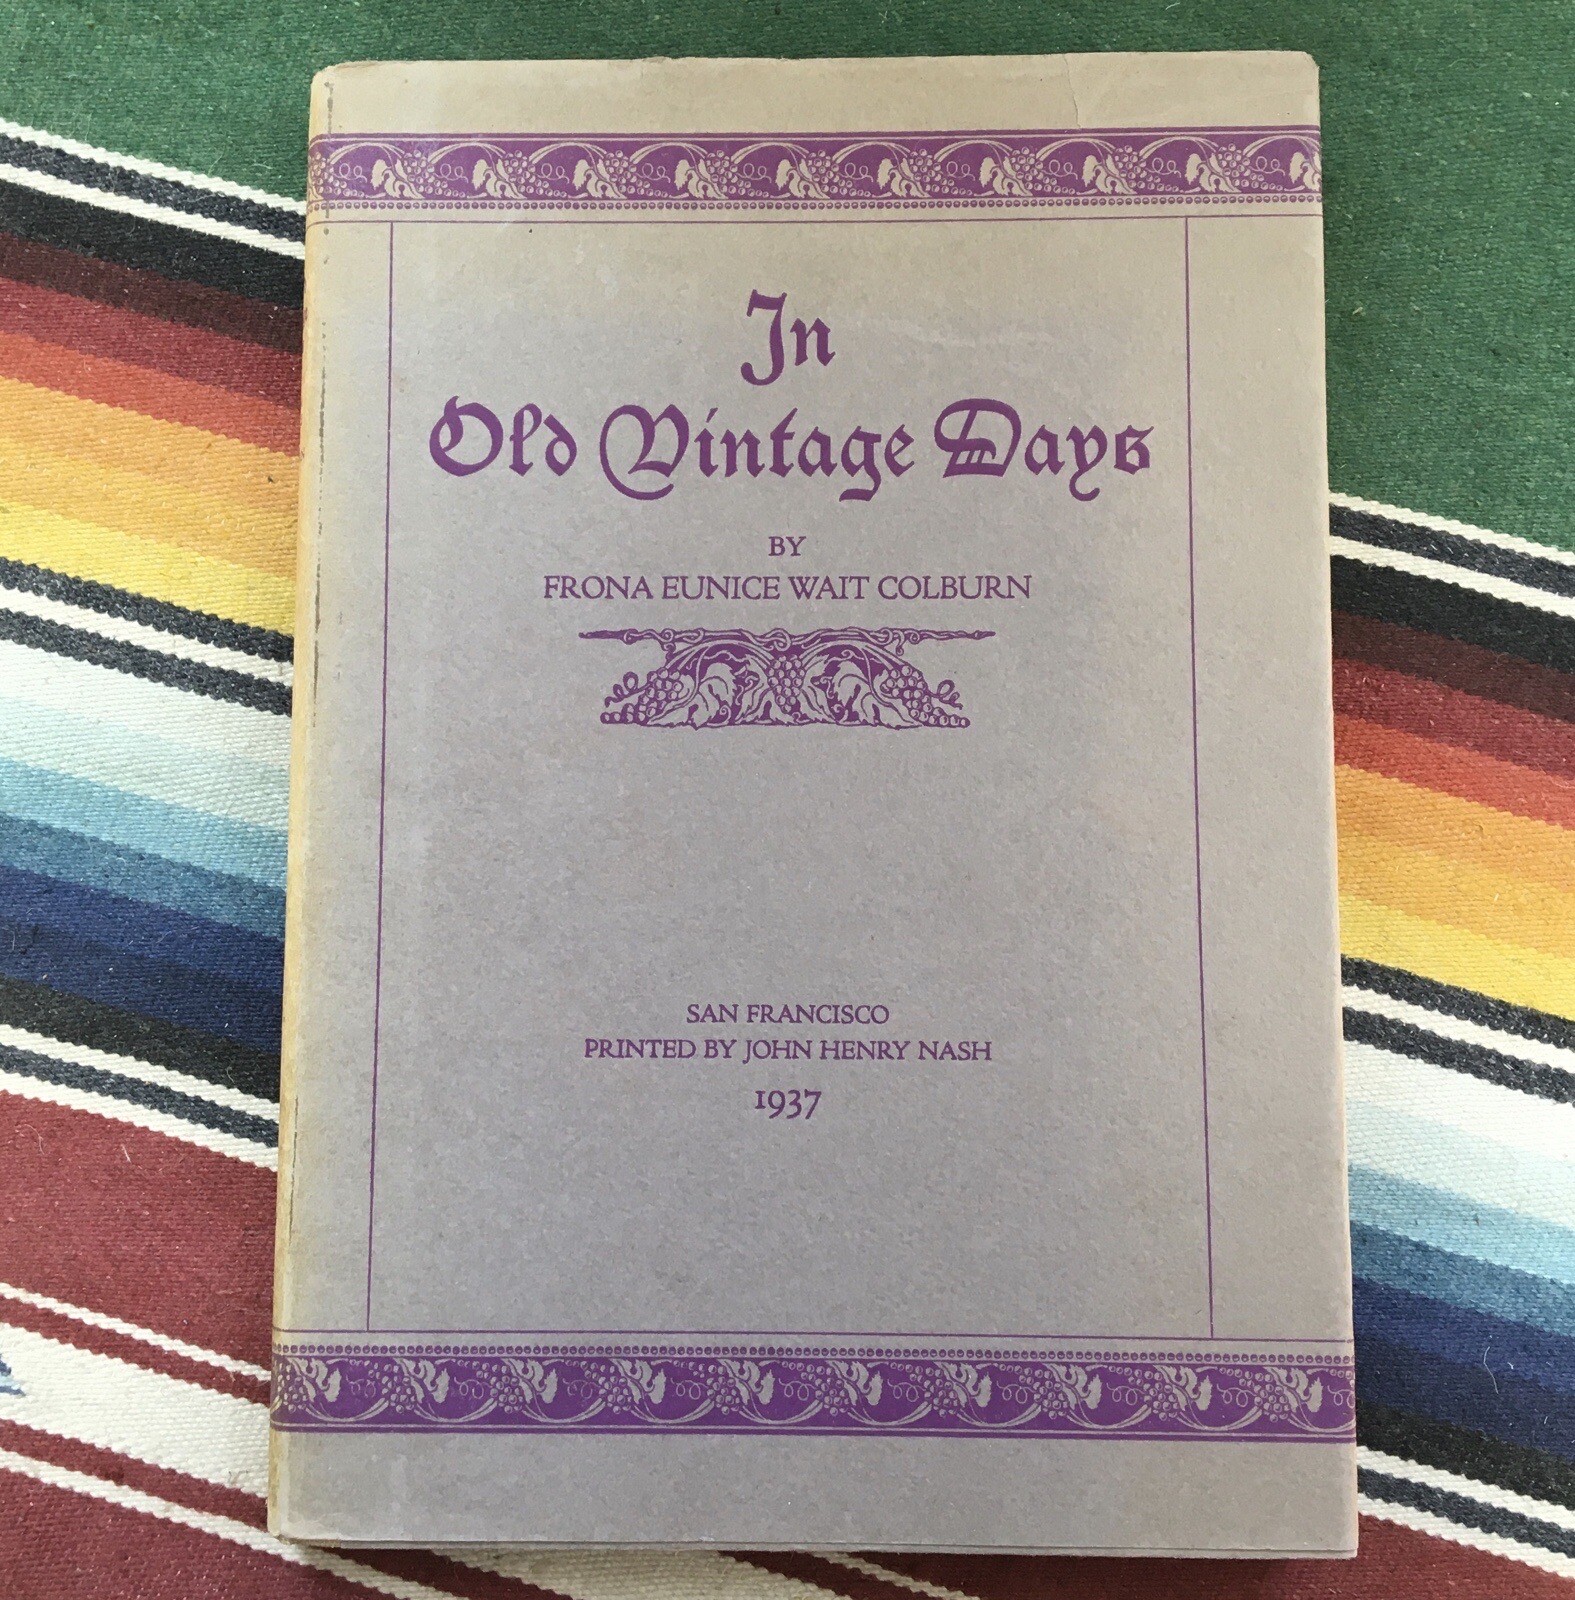 In
Old Vintage Days
BY
FRONA EUNICE WAIT COLBURN
SAN FRANCISCO
PRINTED BY JOHN HENRY NASH
1937